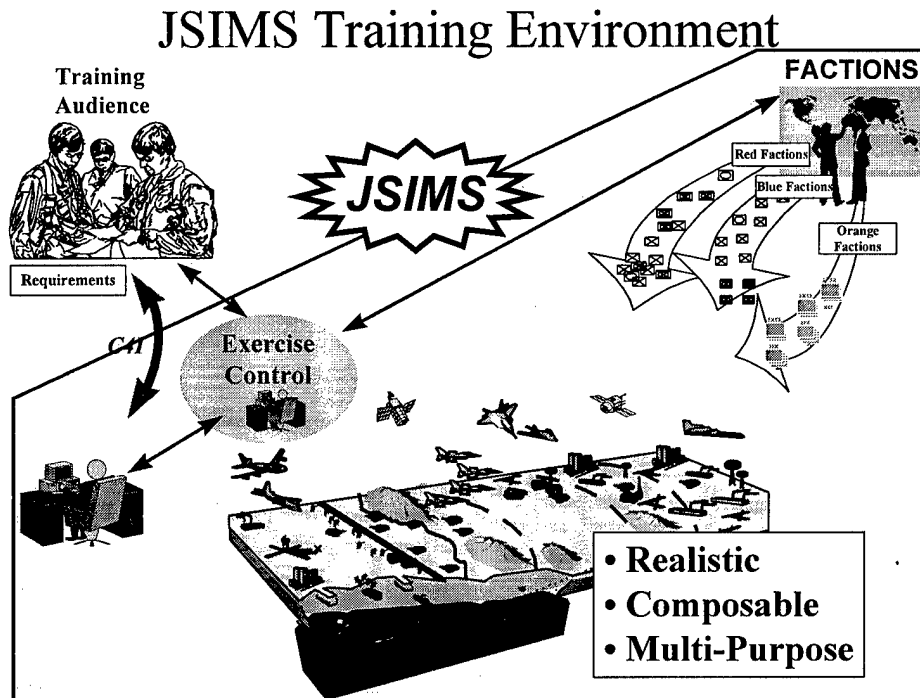 JSIMS Training Environment
Training
Audience
FACTIONS
JSIMS
Red Factions
Blue Factions
Orange
Factions
Requirements
C4I
Exercise
Control
• Realistic
• Composable
• Multi-Purpose